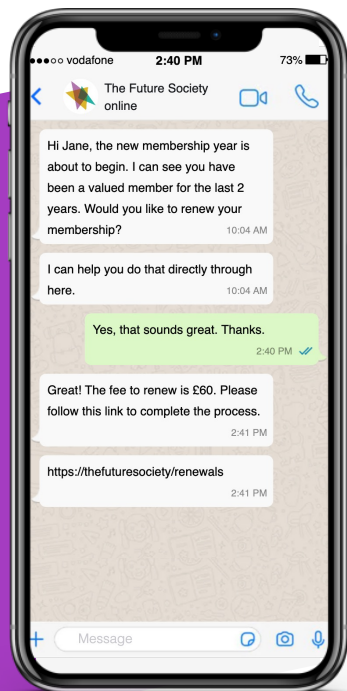 vodafone 2:40 PM 73%
The Future Society
online
Hi Jane, the new membership year is
about to begin. I can see you have
been a valued member for the last 2
years. Would you like to renew your
membership? 10:04 AM
I can help you do that directly through
here. 10:04 AM
Yes, that sounds great. Thanks.
2:40 PM
Great! The fee to renew is £60. Please
follow this link to complete the process.
2:41 PM
https://thefuturesociety/renewals
2:41 PM
Message